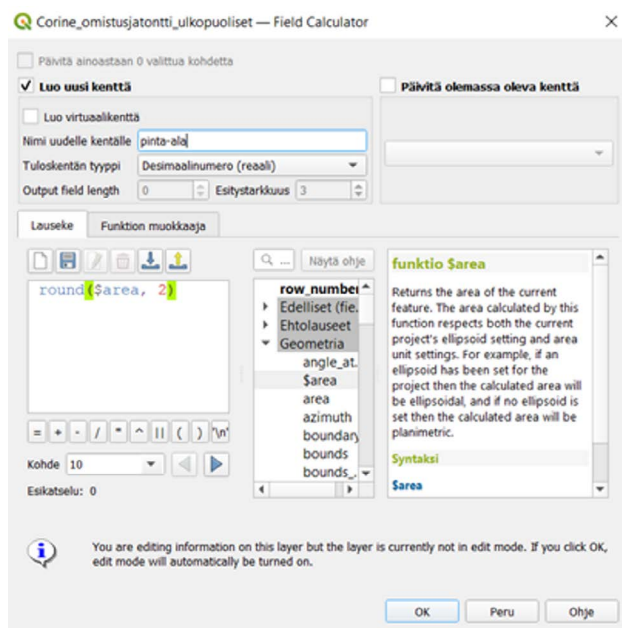 Corine_omistusjatontti_ulkopuoliset — Field Calculator
Päivitä ainoastaan 0 valittua kohdetta
Luo uusi kenttä
Päivitä olemassa oleva kenttä
Luo virtuaalikenttä
Nimi uudelle kentälle pinta-ala
Tuloskentän tyyppi Desimaalinumero (reaali)
Output field length 0 Esitystarkkuus 3
Lauseke Funktion muokkaaja
round($area, 2)
= + - / * ^ || ( ) '\n'
Kohde 10
Esikatselu: 0
... Näytä ohje
row_number
Edelliset (fie...
Ehtolauseet
Geometria
angle_at...
$area
area
azimuth
boundary
bounds
bounds_...
funktio $area
Returns the area of the current
feature. The area calculated by this
function respects both the current
project's ellipsoid setting and area
unit settings. For example, if an
ellipsoid has been set for the
project then the calculated area will
be ellipsoidal, and if no ellipsoid is
set then the calculated area will be
planimetric.
Syntaksi
$area
You are editing information on this layer but the layer is currently not in edit mode. If you click OK,
edit mode will automatically be turned on.
OK Peru Ohje